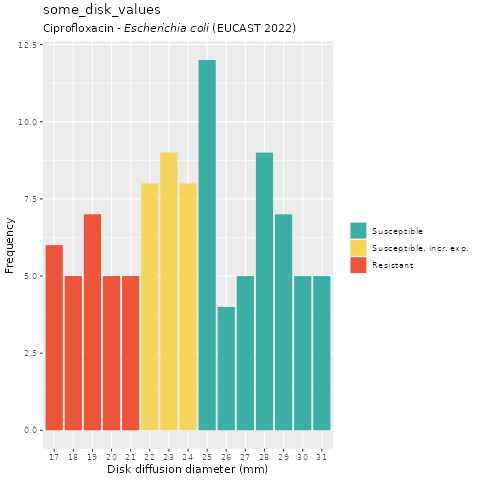 some_disk_values
Ciprofloxacin - Escherichia coli (EUCAST 2022)
12.5
10.0
7.5
5.0
2.5
0.0
Frequency
17 18 19 20 21 22 23 24 25 26 27 28 29 30 31
Disk diffusion diameter (mm)
Susceptible
Susceptible, incr. exp.
Resistant